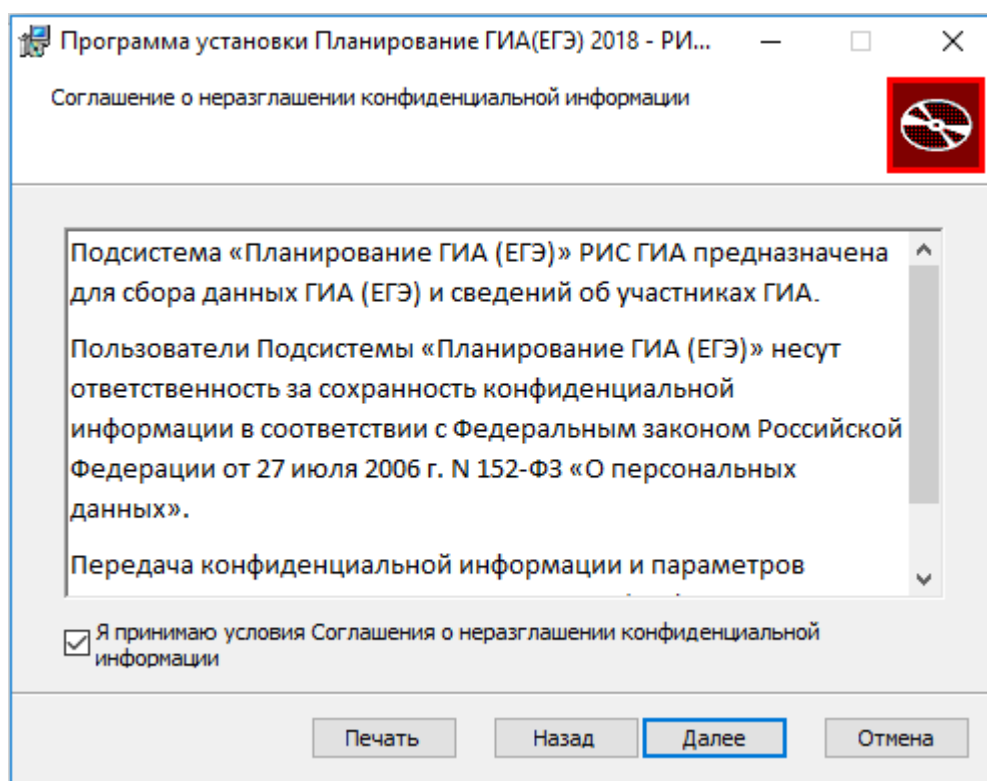 Программа установки Планирование ГИА(ЕГЭ) 2018 - РИ...
Соглашение о неразглашении конфиденциальной информации
Подсистема «Планирование ГИА (ЕГЭ)» РИС ГИА предназначена
для сбора данных ГИА (ЕГЭ) и сведений об участниках ГИА.
Пользователи Подсистемы «Планирование ГИА (ЕГЭ)» несут
ответственность за сохранность конфиденциальной
информации в соответствии с Федеральным законом Российской
Федерации от 27 июля 2006 г. N 152-ФЗ «О персональных
данных».
Передача конфиденциальной информации и параметров
Я принимаю условия Соглашения о неразглашении конфиденциальной
информации
Печать Назад Далее Отмена